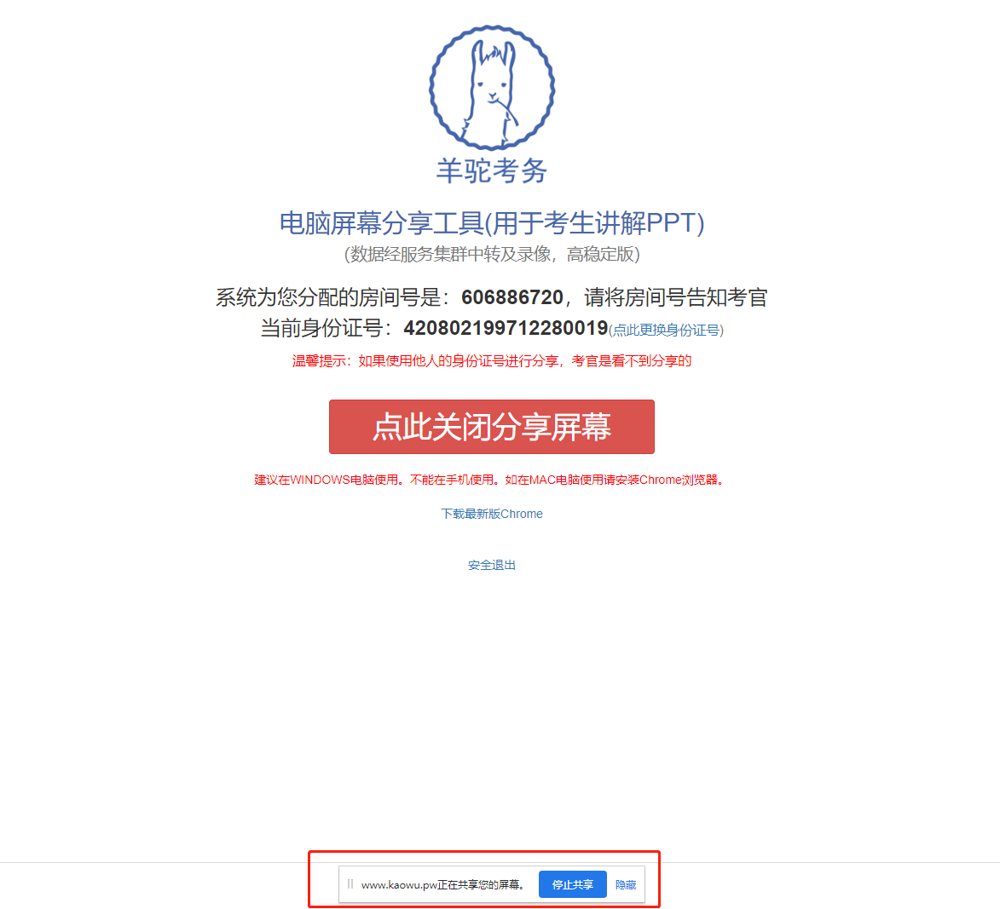 羊驼考务
电脑屏幕分享工具(用于考生讲解PPT)
(数据经服务集群中转及录像，高稳定版)
系统为您分配的房间号是：606886720，请将房间号告知考官
当前身份证号：420802199712280019(点此更换身份证号)
温馨提示：如果使用他人的身份证号进行分享，考官是看不到分享的
点此关闭分享屏幕
建议在WINDOWS电脑使用。不能在手机使用。如在MAC电脑使用请安装Chrome浏览器。
下载最新版Chrome
安全退出
www.kaowu.pw正在共享您的屏幕。 停止共享 隐藏